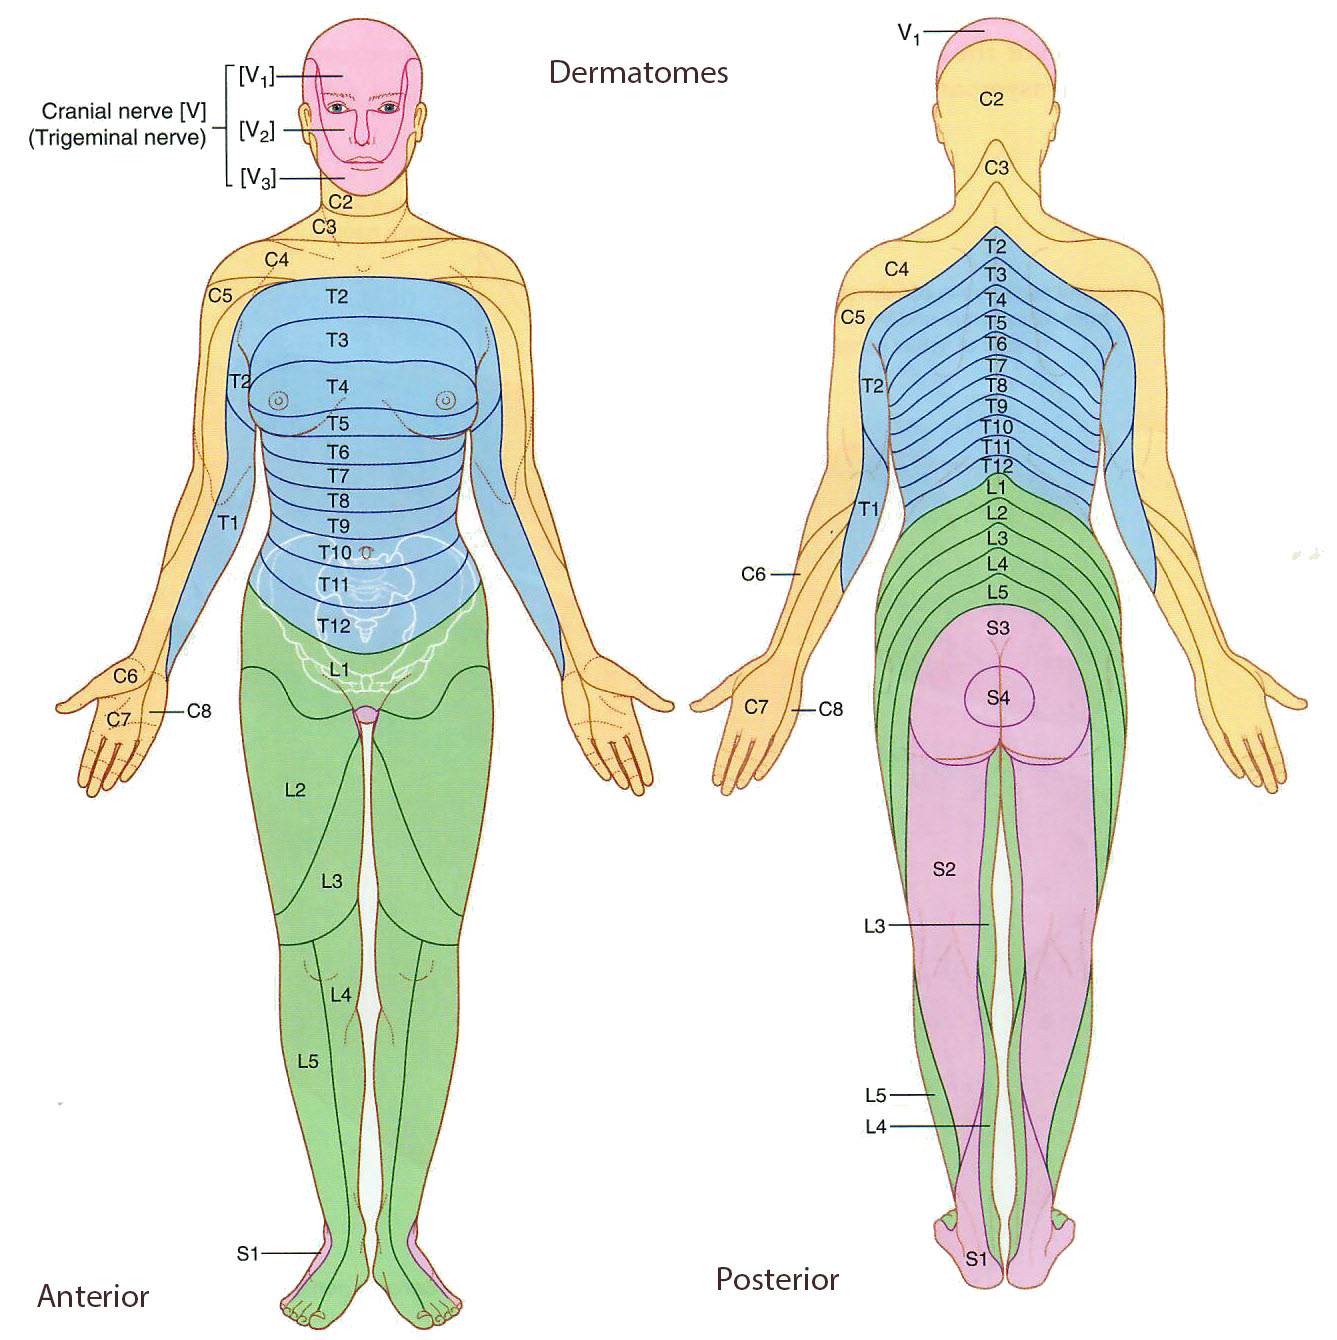 Dermatomes
Cranial nerve [V]
(Trigeminal nerve)
[V1]
[V2]
[V3]
C2
C3
C4
C5
T2
T3
T2
T4
T5
T6
T7
T8
T1
T9
T10
T11
T12
L1
C6
C7
C8
L2
L3
L4
L5
S1
Anterior
V1
C2
C3
C4
C5
T2
T3
T4
T5
T6
T7
T2
T8
T9
T10
T11
T12
L1
T1
L2
L3
L4
C6
L5
S3
S4
C7
C8
S2
L3
L5
L4
S1
Posterior